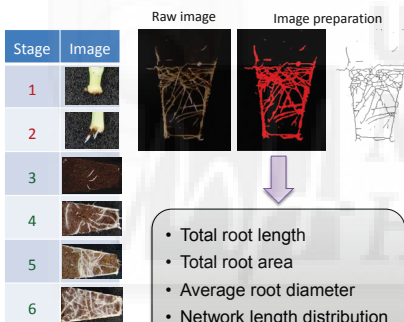 Raw image
Image preparation
Stage Image
1
2
3
4
5
6
• Total root length
• Total root area
• Average root diameter
• Network length distribution